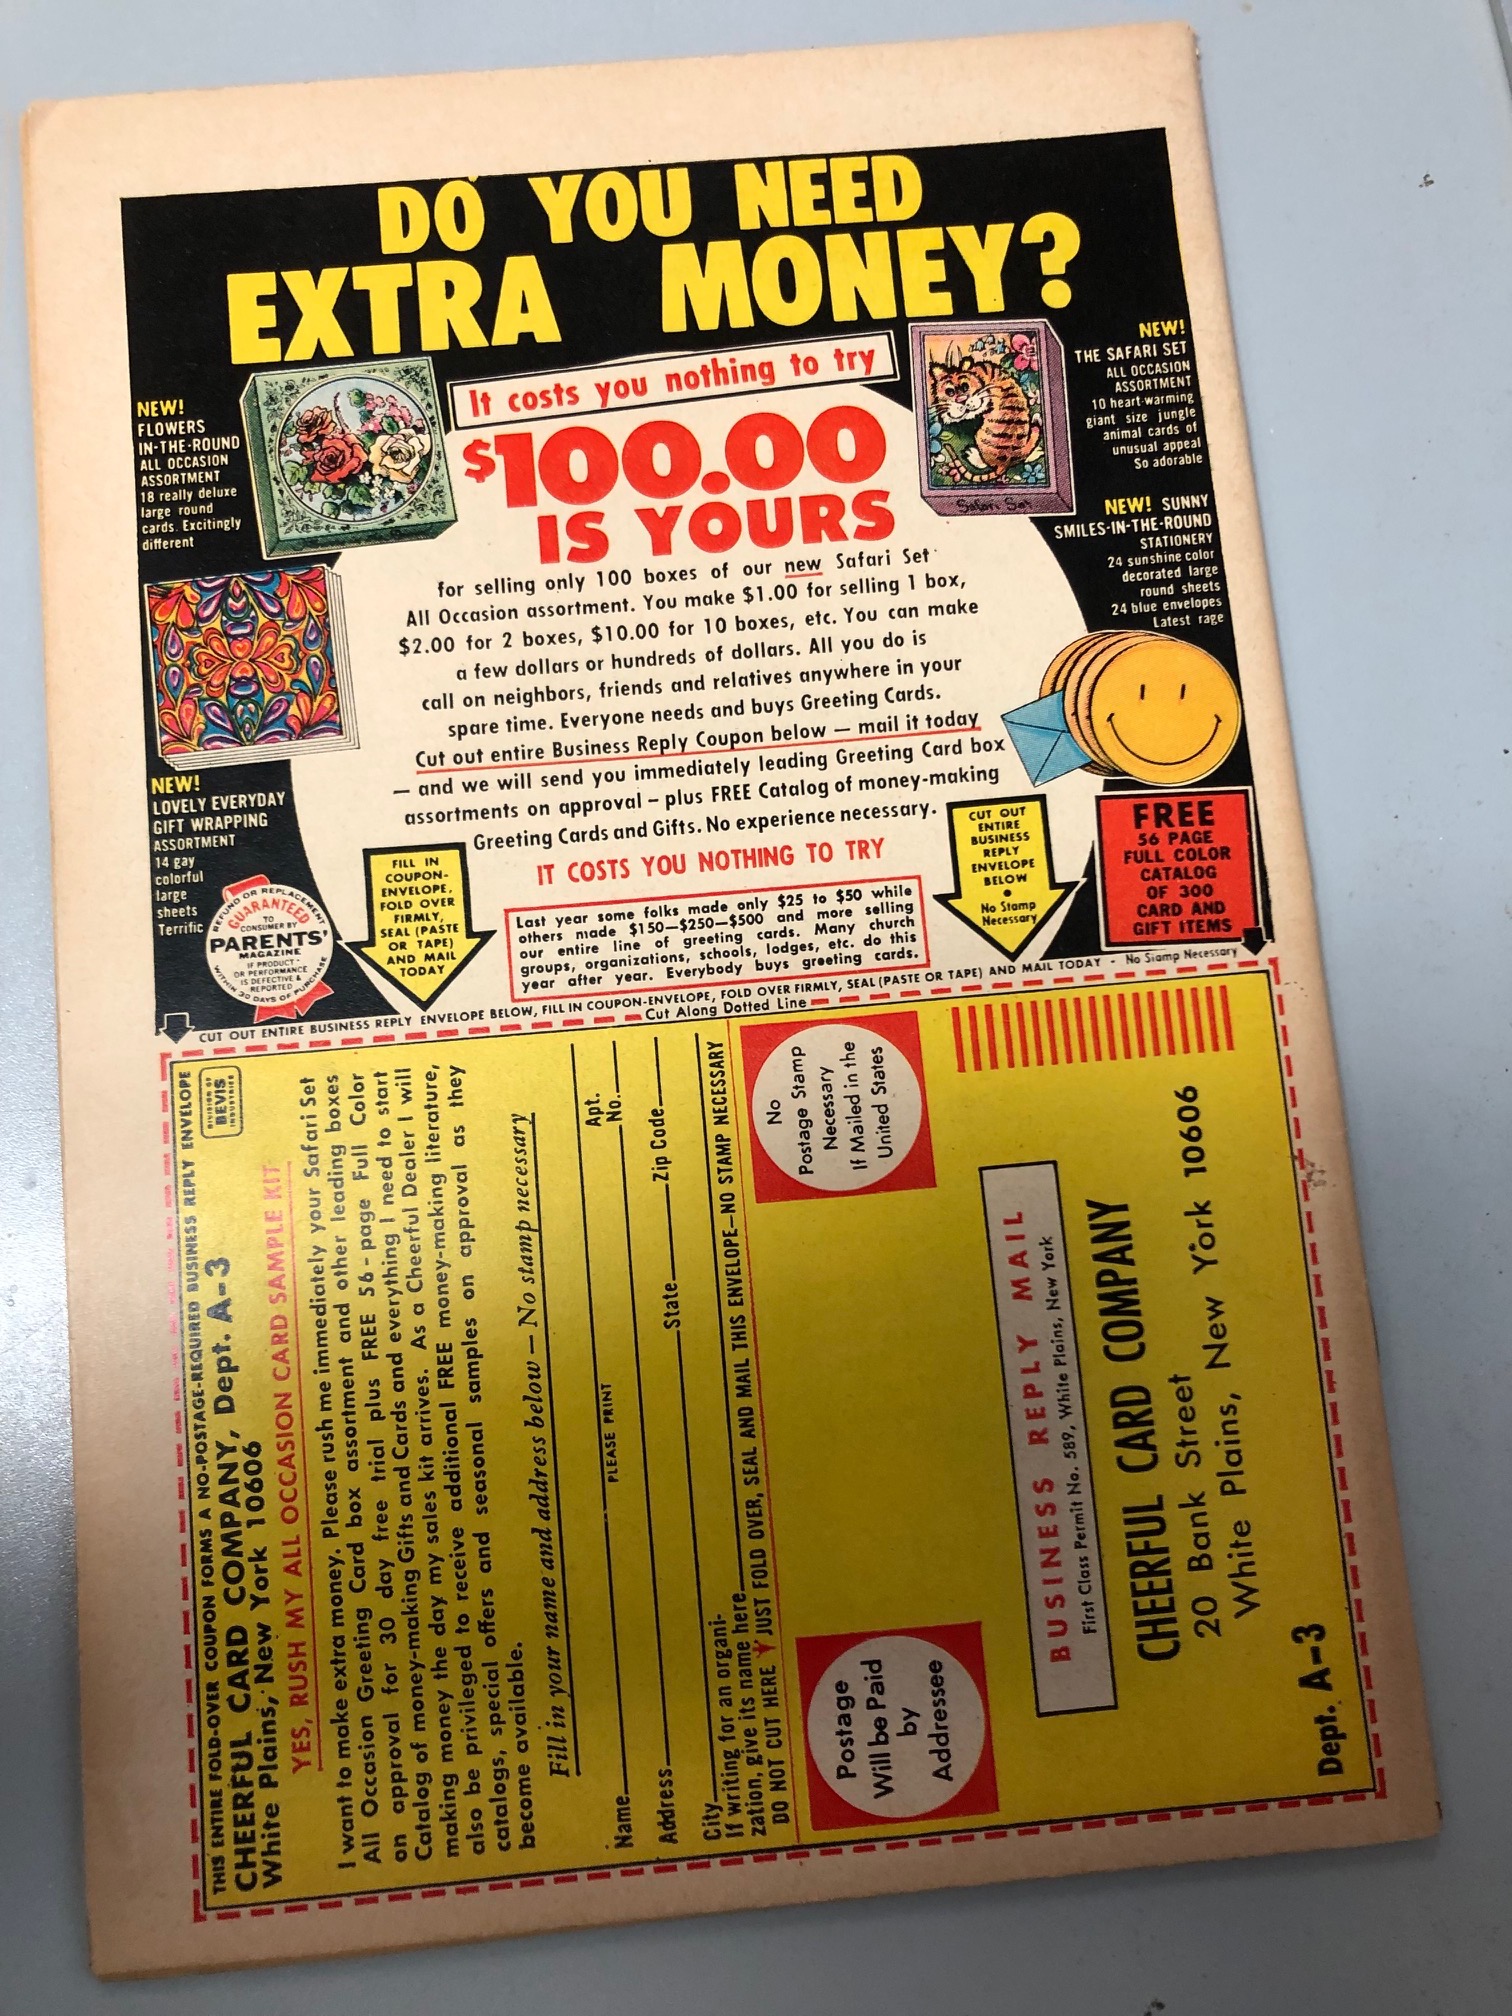 DO YOU NEED
EXTRA MONEY?
It costs you nothing to try
$100.00
IS YOURS
for selling only 100 boxes of our new Safari Set
All Occasion assortment. You make $1.00 for selling 1 box,
$2.00 for 2 boxes, $10.00 for 10 boxes, etc. You can make
a few dollars or hundreds of dollars. All you do is
call on neighbors, friends and relatives anywhere in your
spare time. Everyone needs and buys Greeting Cards.
Cut out entire Business Reply Coupon below — mail it today
— and we will send you immediately leading Greeting Card box
assortments on approval – plus FREE Catalog of money-making
Greeting Cards and Gifts. No experience necessary.
IT COSTS YOU NOTHING TO TRY
Last year some folks made only $25 to $50 while
others made $150—$250—$500 and more selling
our entire line of greeting cards. Many church
groups, organizations, schools, lodges, etc. do this
year after year. Everybody buys greeting cards.
NEW!
FLOWERS
IN-THE-ROUND
ALL OCCASION
ASSORTMENT
18 really deluxe
large round
cards. Excitingly
different
NEW!
LOVELY EVERYDAY
GIFT WRAPPING
ASSORTMENT
14 gay
colorful
large
sheets
Terrific
REFUND OR REPLACEMENT
GUARANTEED
TO
CONSUMER BY
PARENTS'
MAGAZINE
IF PRODUCT
OR PERFORMANCE
IS DEFECTIVE &
REPORTED
WITHIN 30 DAYS OF PURCHASE
FILL IN
COUPON-
ENVELOPE,
FOLD OVER
FIRMLY,
SEAL (PASTE
OR TAPE)
AND MAIL
TODAY
Safari Set
NEW!
THE SAFARI SET
ALL OCCASION
ASSORTMENT
10 heart-warming
giant size jungle
animal cards of
unusual appeal
So adorable
NEW! SUNNY
SMILES-IN-THE-ROUND
STATIONERY
24 sunshine color
decorated large
round sheets
24 blue envelopes
Latest rage
CUT OUT
ENTIRE
BUSINESS
REPLY
ENVELOPE
BELOW
•
No Stamp
Necessary
FREE
56 PAGE
FULL COLOR
CATALOG
OF 300
CARD AND
GIFT ITEMS
CUT OUT ENTIRE BUSINESS REPLY ENVELOPE BELOW, FILL IN COUPON-ENVELOPE, FOLD OVER FIRMLY, SEAL (PASTE OR TAPE) AND MAIL TODAY - No Stamp Necessary
Cut Along Dotted Line
THIS ENTIRE FOLD-OVER COUPON FORMS A NO-POSTAGE-REQUIRED BUSINESS REPLY ENVELOPE
CHEERFUL CARD COMPANY, Dept. A-3
White Plains, New York 10606
DIVISION OF
BEVIS
INDUSTRIES
YES, RUSH MY ALL OCCASION CARD SAMPLE KIT
I want to make extra money. Please rush me immediately your Safari Set
All Occasion Greeting Card box assortment and other leading boxes
on approval for 30 day free trial plus FREE 56-page Full Color
Catalog of money-making Gifts and Cards and everything I need to start
making money the day my sales kit arrives. As a Cheerful Dealer I will
also be privileged to receive additional FREE money-making literature,
catalogs, special offers and seasonal samples on approval as they
become available.
Fill in your name and address below — No stamp necessary
Name
PLEASE PRINT
Address
Apt.
No.
City
State
Zip Code
If writing for an organi-
zation, give its name here
DO NOT CUT HERE JUST FOLD OVER, SEAL AND MAIL THIS ENVELOPE—NO STAMP NECESSARY
No
Postage Stamp
Necessary
If Mailed in the
United States
Postage
Will be Paid
by
Addressee
BUSINESS REPLY MAIL
First Class Permit No. 589, White Plains, New York
CHEERFUL CARD COMPANY
20 Bank Street
White Plains, New York 10606
Dept. A-3